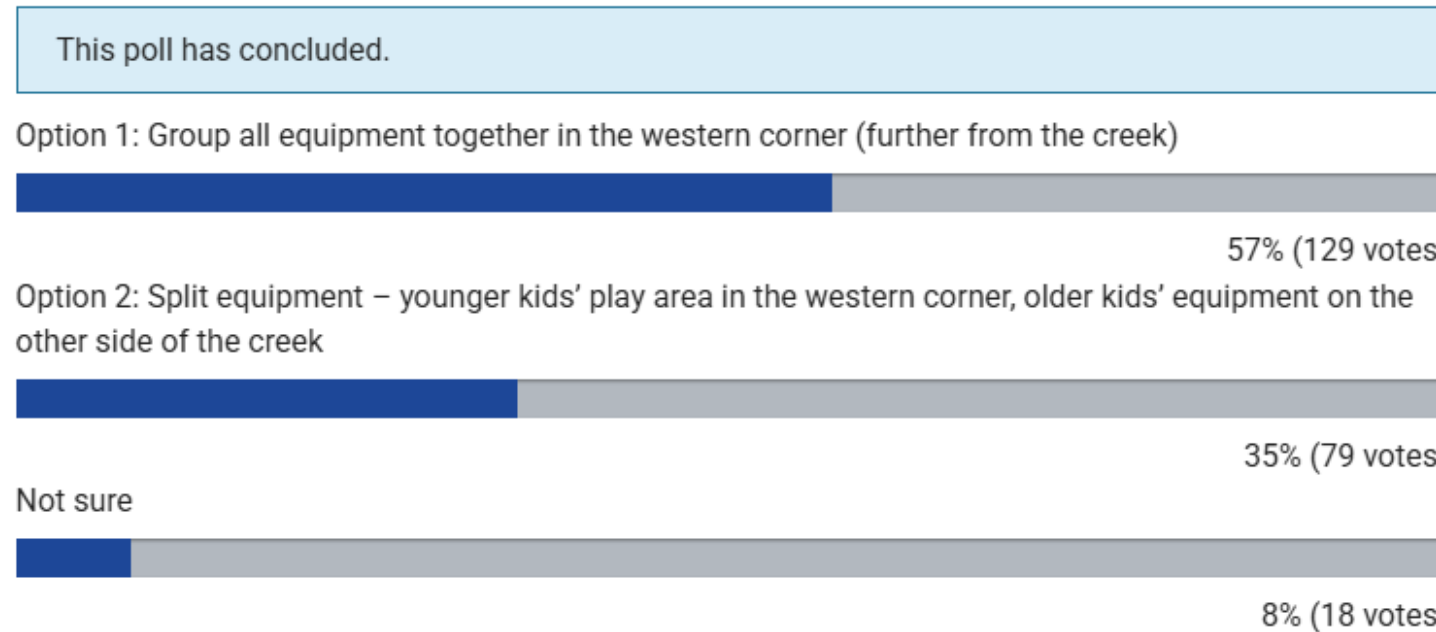 This poll has concluded.
Option 1: Group all equipment together in the western corner (further from the creek)
57% (129 votes
Option 2: Split equipment – younger kids’ play area in the western corner, older kids’ equipment on the
other side of the creek
35% (79 votes
Not sure
8% (18 votes